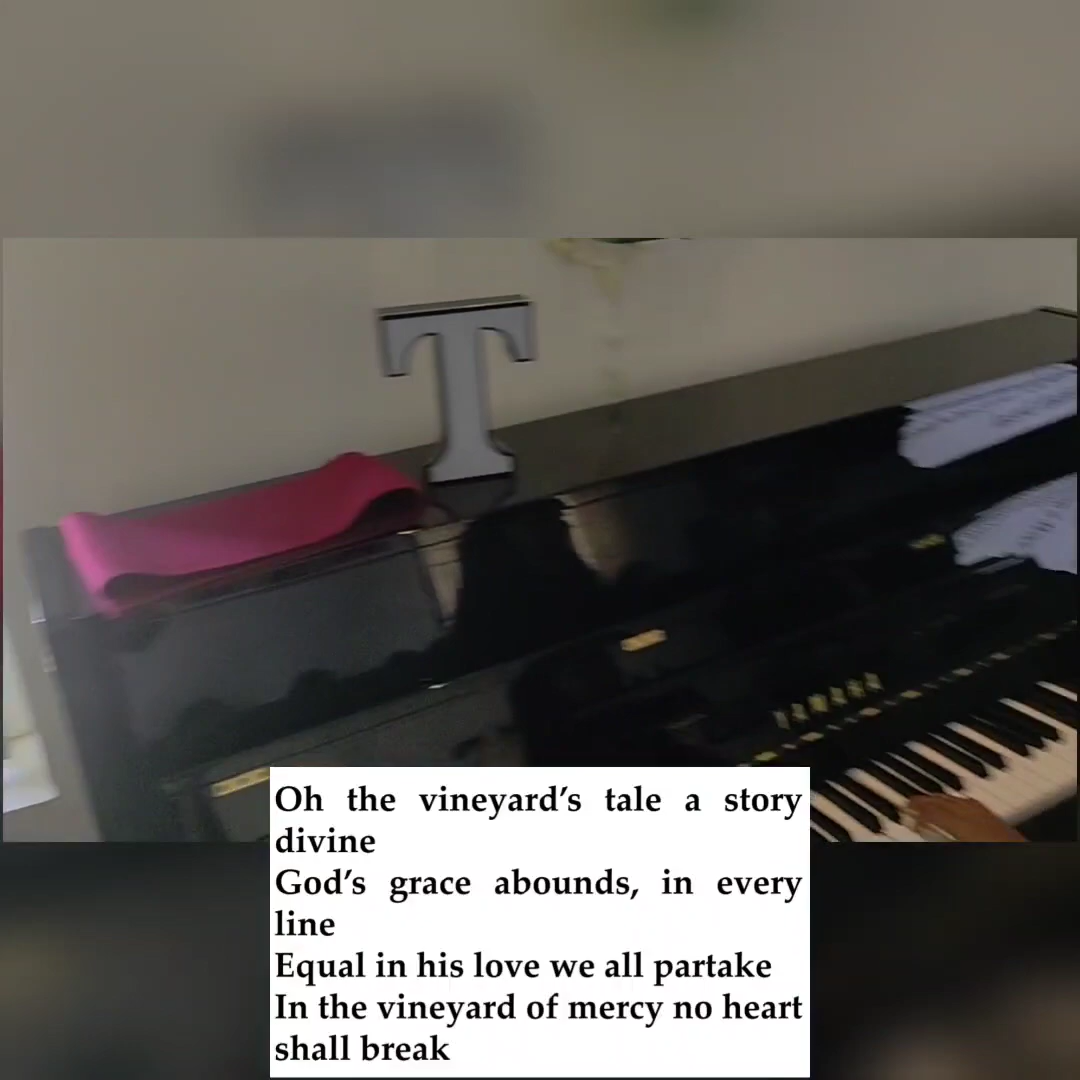 T
YAMAHA
Oh the vineyard’s tale a story
divine
God’s grace abounds, in every
line
Equal in his love we all partake
In the vineyard of mercy no heart
shall break